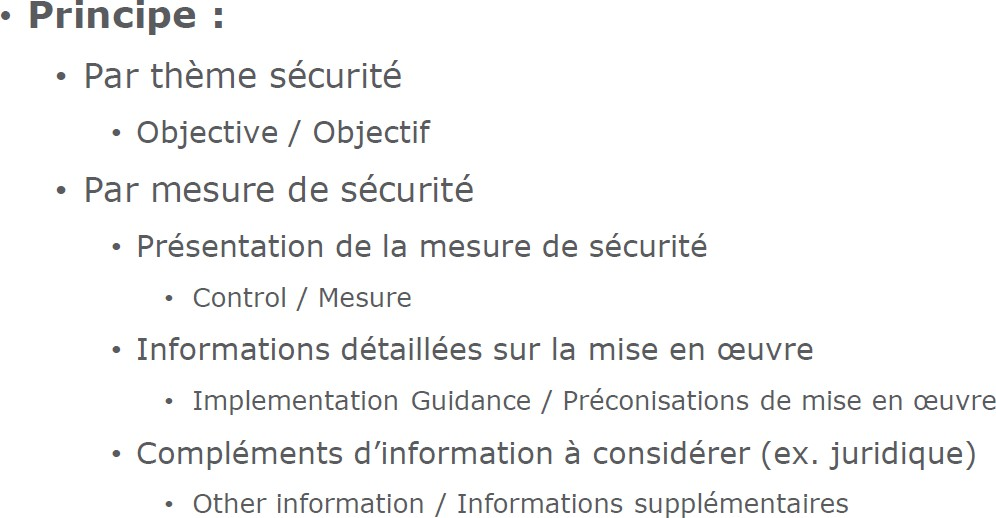 • Principe :
• Par thème sécurité
• Objective / Objectif
• Par mesure de sécurité
• Présentation de la mesure de sécurité
• Control / Mesure
• Informations détaillées sur la mise en œuvre
• Implementation Guidance / Préconisations de mise en œuvre
• Compléments d’information à considérer (ex. juridique)
• Other information / Informations supplémentaires